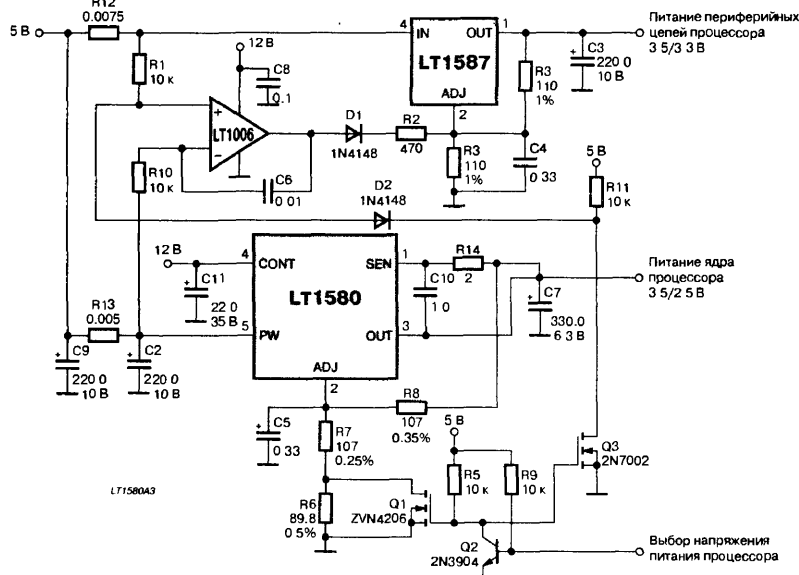 R12
0.0075
5 В
R1
10 к
12 В
C8
0.1
4
IN
OUT
1
LT1587
ADJ
2
R3
110
1%
+
C3
220 0
10 В
Питание периферийных
цепей процессора
3 5/3 3 В
+
LT1006
−
D1
1N4148
R2
470
R3
110
1%
C4
0 33
R10
10 к
C6
0 01
D2
1N4148
5 В
R11
10 к
12 В
4
CONT
SEN
1
R14
2
+
C11
22 0
35 В
LT1580
C10
1 0
Питание ядра
процессора
3 5/2 5 В
+
C7
330.0
6 3 В
R13
0.005
5
PW
OUT
3
ADJ
2
+
C9
220 0
10 В
+
C2
220 0
10 В
R8
107
0.35%
+
C5
0 33
R7
107
0.25%
5 В
R5
10 к
R9
10 к
Q3
2N7002
LT1580A3
R6
89.8
0 5%
Q1
ZVN4206
Q2
2N3904
Выбор напряжения
питания процессора